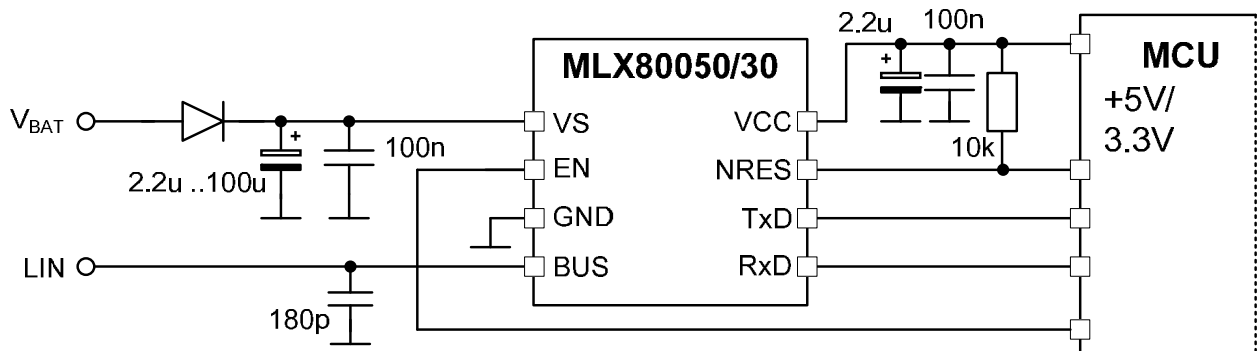 2.2u 100n
MLX80050/30
MCU
+5V/
3.3V
VBAT
+
+
VS
VCC
100n
10k
2.2u ..100u
EN
NRES
GND
TxD
LIN
BUS
RxD
180p